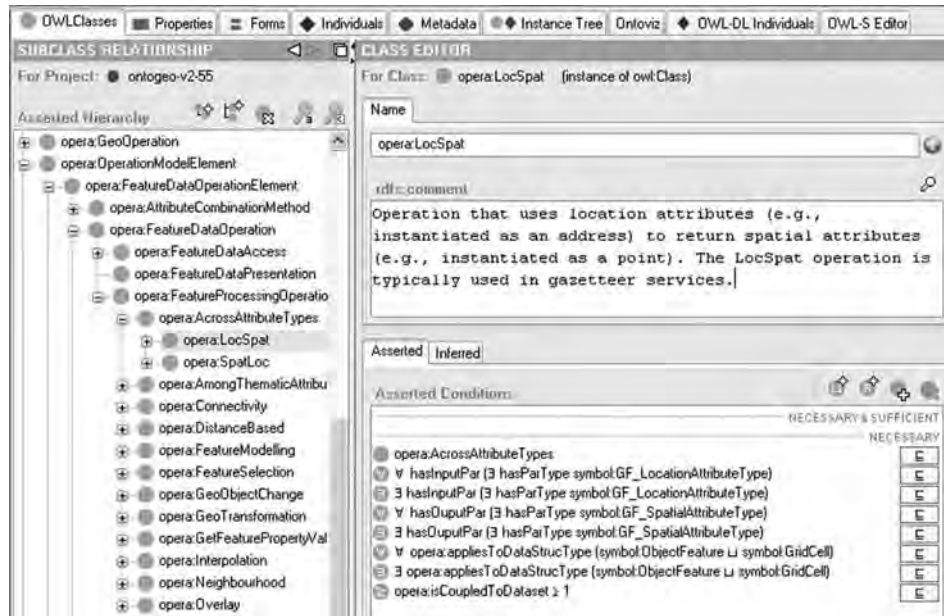 OWLClasses Properties Forms Individuals Metadata Instance Tree Ontoviz OWL-DL Individuals OWL-S Editor
SUBCLASS RELATIONSHIP
For Project: ontogeo-v2-55
Asserted Hierarchy
opera:GeoOperation
opera:OperationModelElement
opera:FeatureDataOperationElement
opera:AttributeCombinationMethod
opera:FeatureDataOperation
opera:FeatureDataAccess
opera:FeatureDataPresentation
opera:FeatureProcessingOperatio
opera:AcrossAttributeTypes
opera:LocSpat
opera:SpatLoc
opera:AmongThematicAttribu
opera:Connectivity
opera:DistanceBased
opera:FeatureModelling
opera:FeatureSelection
opera:GeoObjectChange
opera:GeoTransformation
opera:GetFeaturePropertyVal
opera:Interpolation
opera:Neighbourhood
opera:Overlay
CLASS EDITOR
For Class: opera:LocSpat (instance of owl:Class)
Name
opera:LocSpat
rdfs:comment
Operation that uses location attributes (e.g.,
instantiated as an address) to return spatial attributes
(e.g., instantiated as a point). The LocSpat operation is
typically used in gazetteer services.
Asserted Inferred
Asserted Conditions
NECESSARY & SUFFICIENT
NECESSARY
opera:AcrossAttributeTypes ⊑
∀ hasInputPar (∃ hasParType symbol:GF_LocationAttributeType) ⊑
∃ hasInputPar (∃ hasParType symbol:GF_LocationAttributeType) ⊑
∀ hasOuputPar (∃ hasParType symbol:GF_SpatialAttributeType) ⊑
∃ hasOuputPar (∃ hasParType symbol:GF_SpatialAttributeType) ⊑
∀ opera:appliesToDataStrucType (symbol:ObjectFeature ⊔ symbol:GridCell) ⊑
∃ opera:appliesToDataStrucType (symbol:ObjectFeature ⊔ symbol:GridCell) ⊑
opera:isCoupledToDataset ≥ 1 ⊑